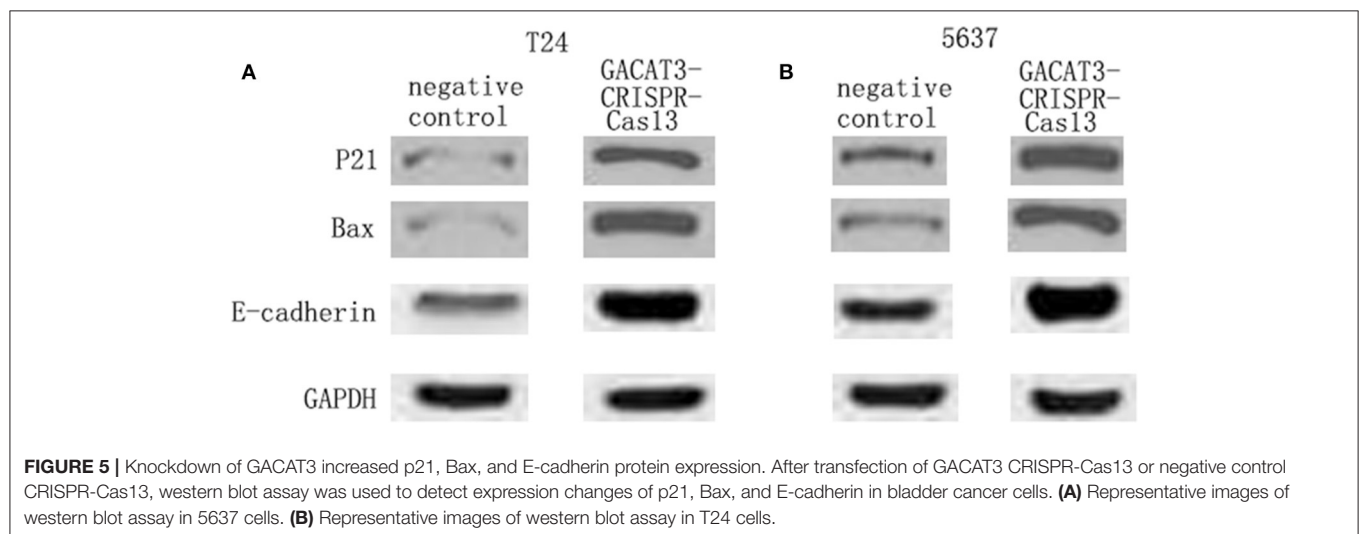 T24
5637
A
B
negative
control
GACAT3-
CRISPR-
Cas13
negative
control
GACAT3-
CRISPR-
Cas13
P21
Bax
E-cadherin
GAPDH
FIGURE 5 | Knockdown of GACAT3 increased p21, Bax, and E-cadherin protein expression. After transfection of GACAT3 CRISPR-Cas13 or negative control
CRISPR-Cas13, western blot assay was used to detect expression changes of p21, Bax, and E-cadherin in bladder cancer cells. (A) Representative images of
western blot assay in 5637 cells. (B) Representative images of western blot assay in T24 cells.